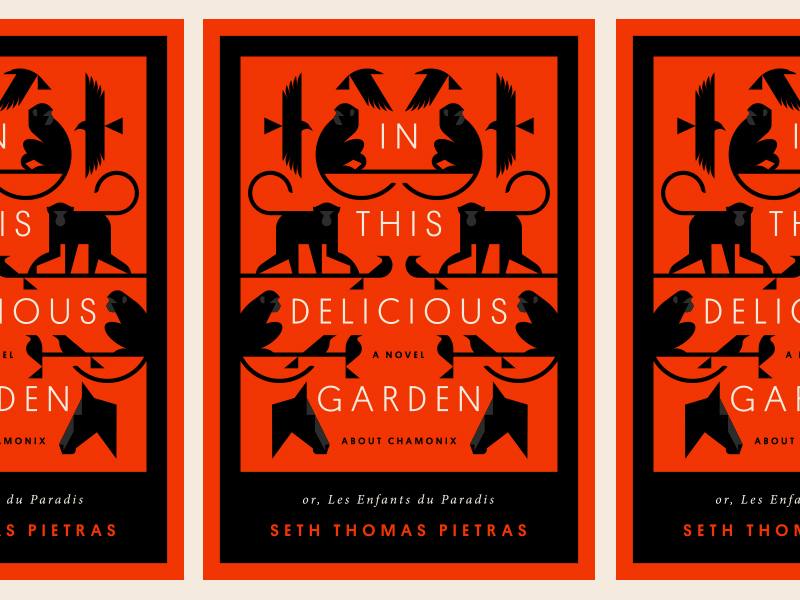 IN
THIS
DELICIOUS
A NOVEL
GARDEN
ABOUT CHAMONIX
or, Les Enfants du Paradis
SETH THOMAS PIETRAS